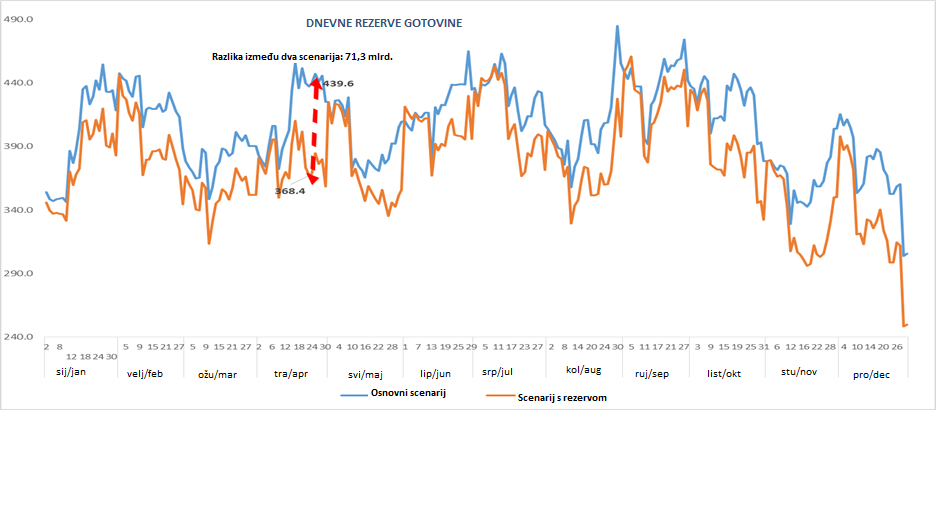 DNEVNE REZERVE GOTOVINE
490.0
Razlika između dva scenarija: 71,3 mlrd.
440.0
439.6
390.0
368.4
340.0
290.0
240.0
2 8 5 9 15 21 27 5 9 15 21 27 2 6 12 18 24 30 4 10 16 22 28 1 7 13 19 25 29 5 11 17 23 27 2 8 14 20 24 30 5 11 15 21 27 3 9 13 19 25 31 6 12 16 22 28 4 10 14 20 26
12 18 24 30
sij/jan velj/feb ožu/mar tra/apr svi/maj lip/jun srp/jul kol/aug ruj/sep list/okt stu/nov pro/dec
Osnovni scenarij Scenarij s rezervom